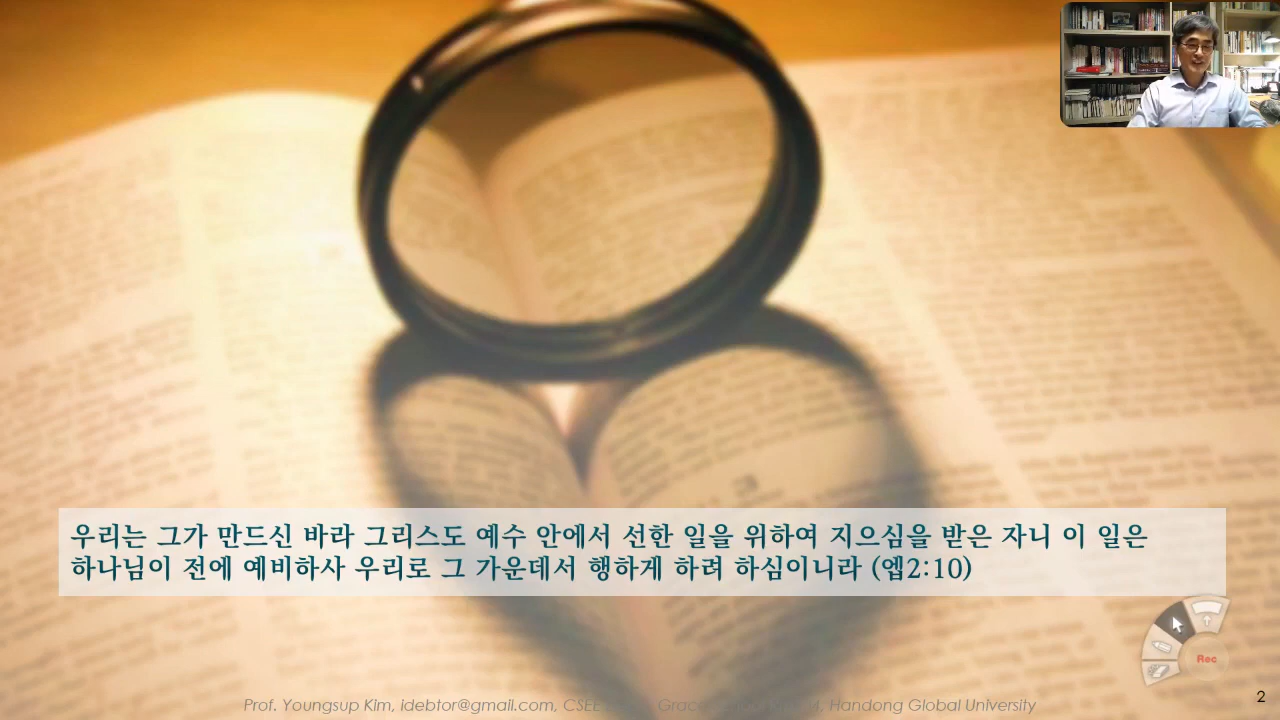 우리는 그가 만드신 바라 그리스도 예수 안에서 선한 일을 위하여 지으심을 받은 자니 이 일은
하나님이 전에 예비하사 우리로 그 가운데서 행하게 하려 하심이니라 (엡2:10)
Rec
Prof. Youngsup Kim, idebtor@gmail.com, CSEE Handong Global University
2